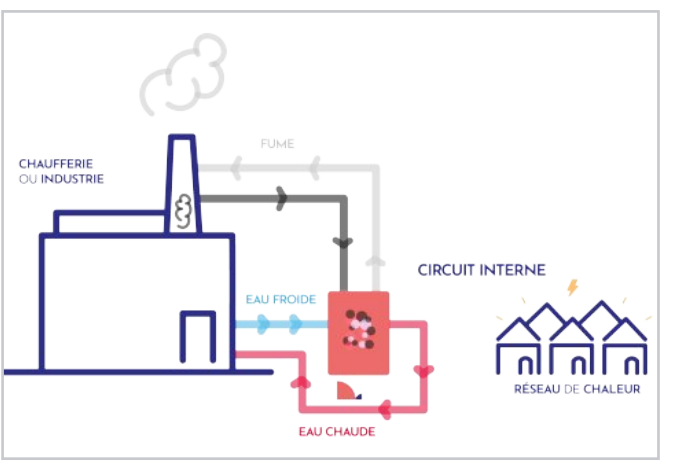 FUME
CHAUFFERIE
OU INDUSTRIE
CIRCUIT INTERNE
EAU FROIDE
RÉSEAU DE CHALEUR
EAU CHAUDE